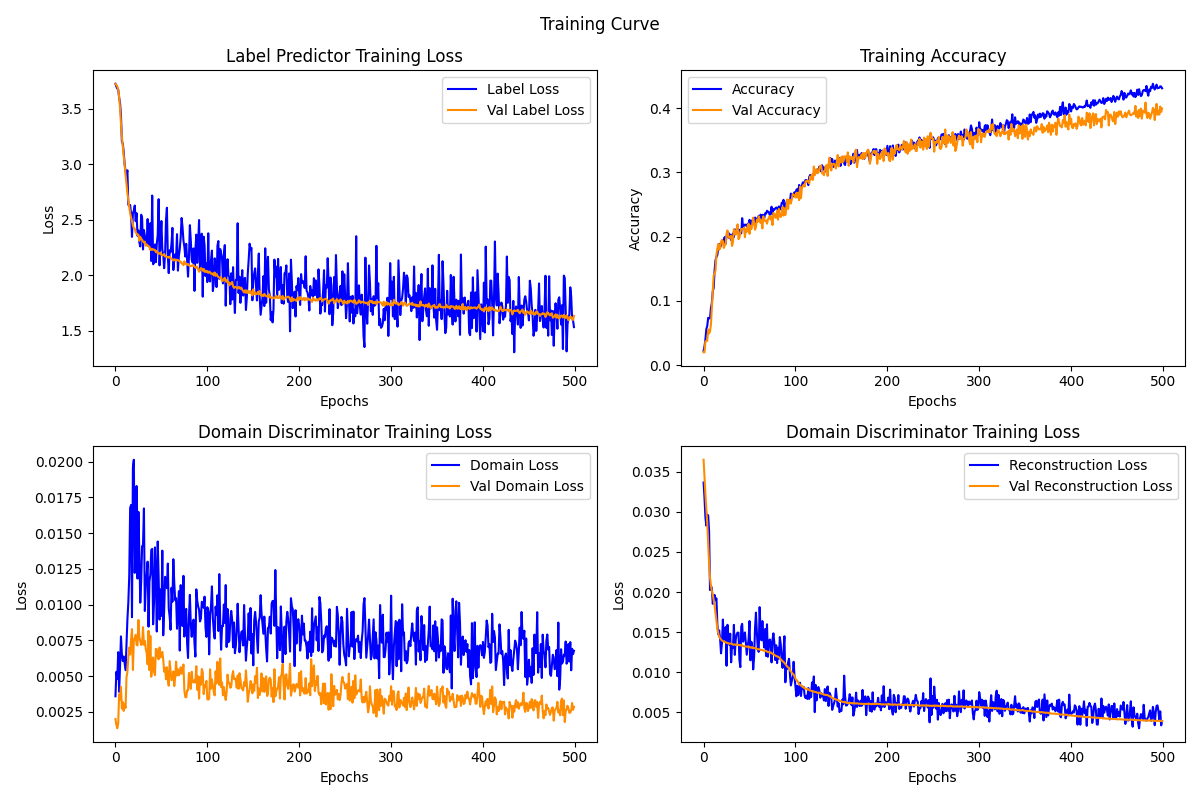 Training Curve
Label Predictor Training Loss
Training Accuracy
Label Loss
Val Label Loss
Accuracy
Val Accuracy
3.5
3.0
2.5
2.0
1.5
Loss
0.4
0.3
0.2
0.1
0.0
Accuracy
0 100 200 300 400 500
Epochs
0 100 200 300 400 500
Epochs
Domain Discriminator Training Loss
Domain Discriminator Training Loss
Domain Loss
Val Domain Loss
Reconstruction Loss
Val Reconstruction Loss
0.0200
0.0175
0.0150
0.0125
0.0100
0.0075
0.0050
0.0025
Loss
0.035
0.030
0.025
0.020
0.015
0.010
0.005
Loss
0 100 200 300 400 500
Epochs
0 100 200 300 400 500
Epochs